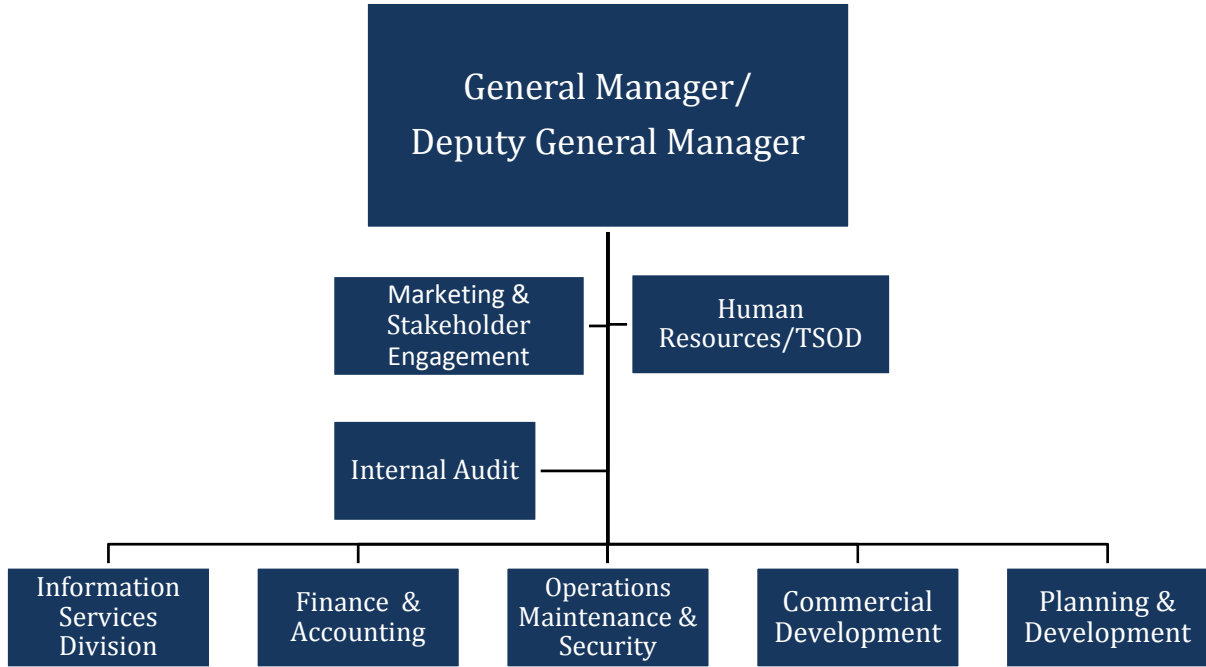 General Manager/
Deputy General Manager
Marketing &
Stakeholder
Engagement
Human
Resources/TSOD
Internal Audit
Information
Services
Division
Finance &
Accounting
Operations
Maintenance &
Security
Commercial
Development
Planning &
Development